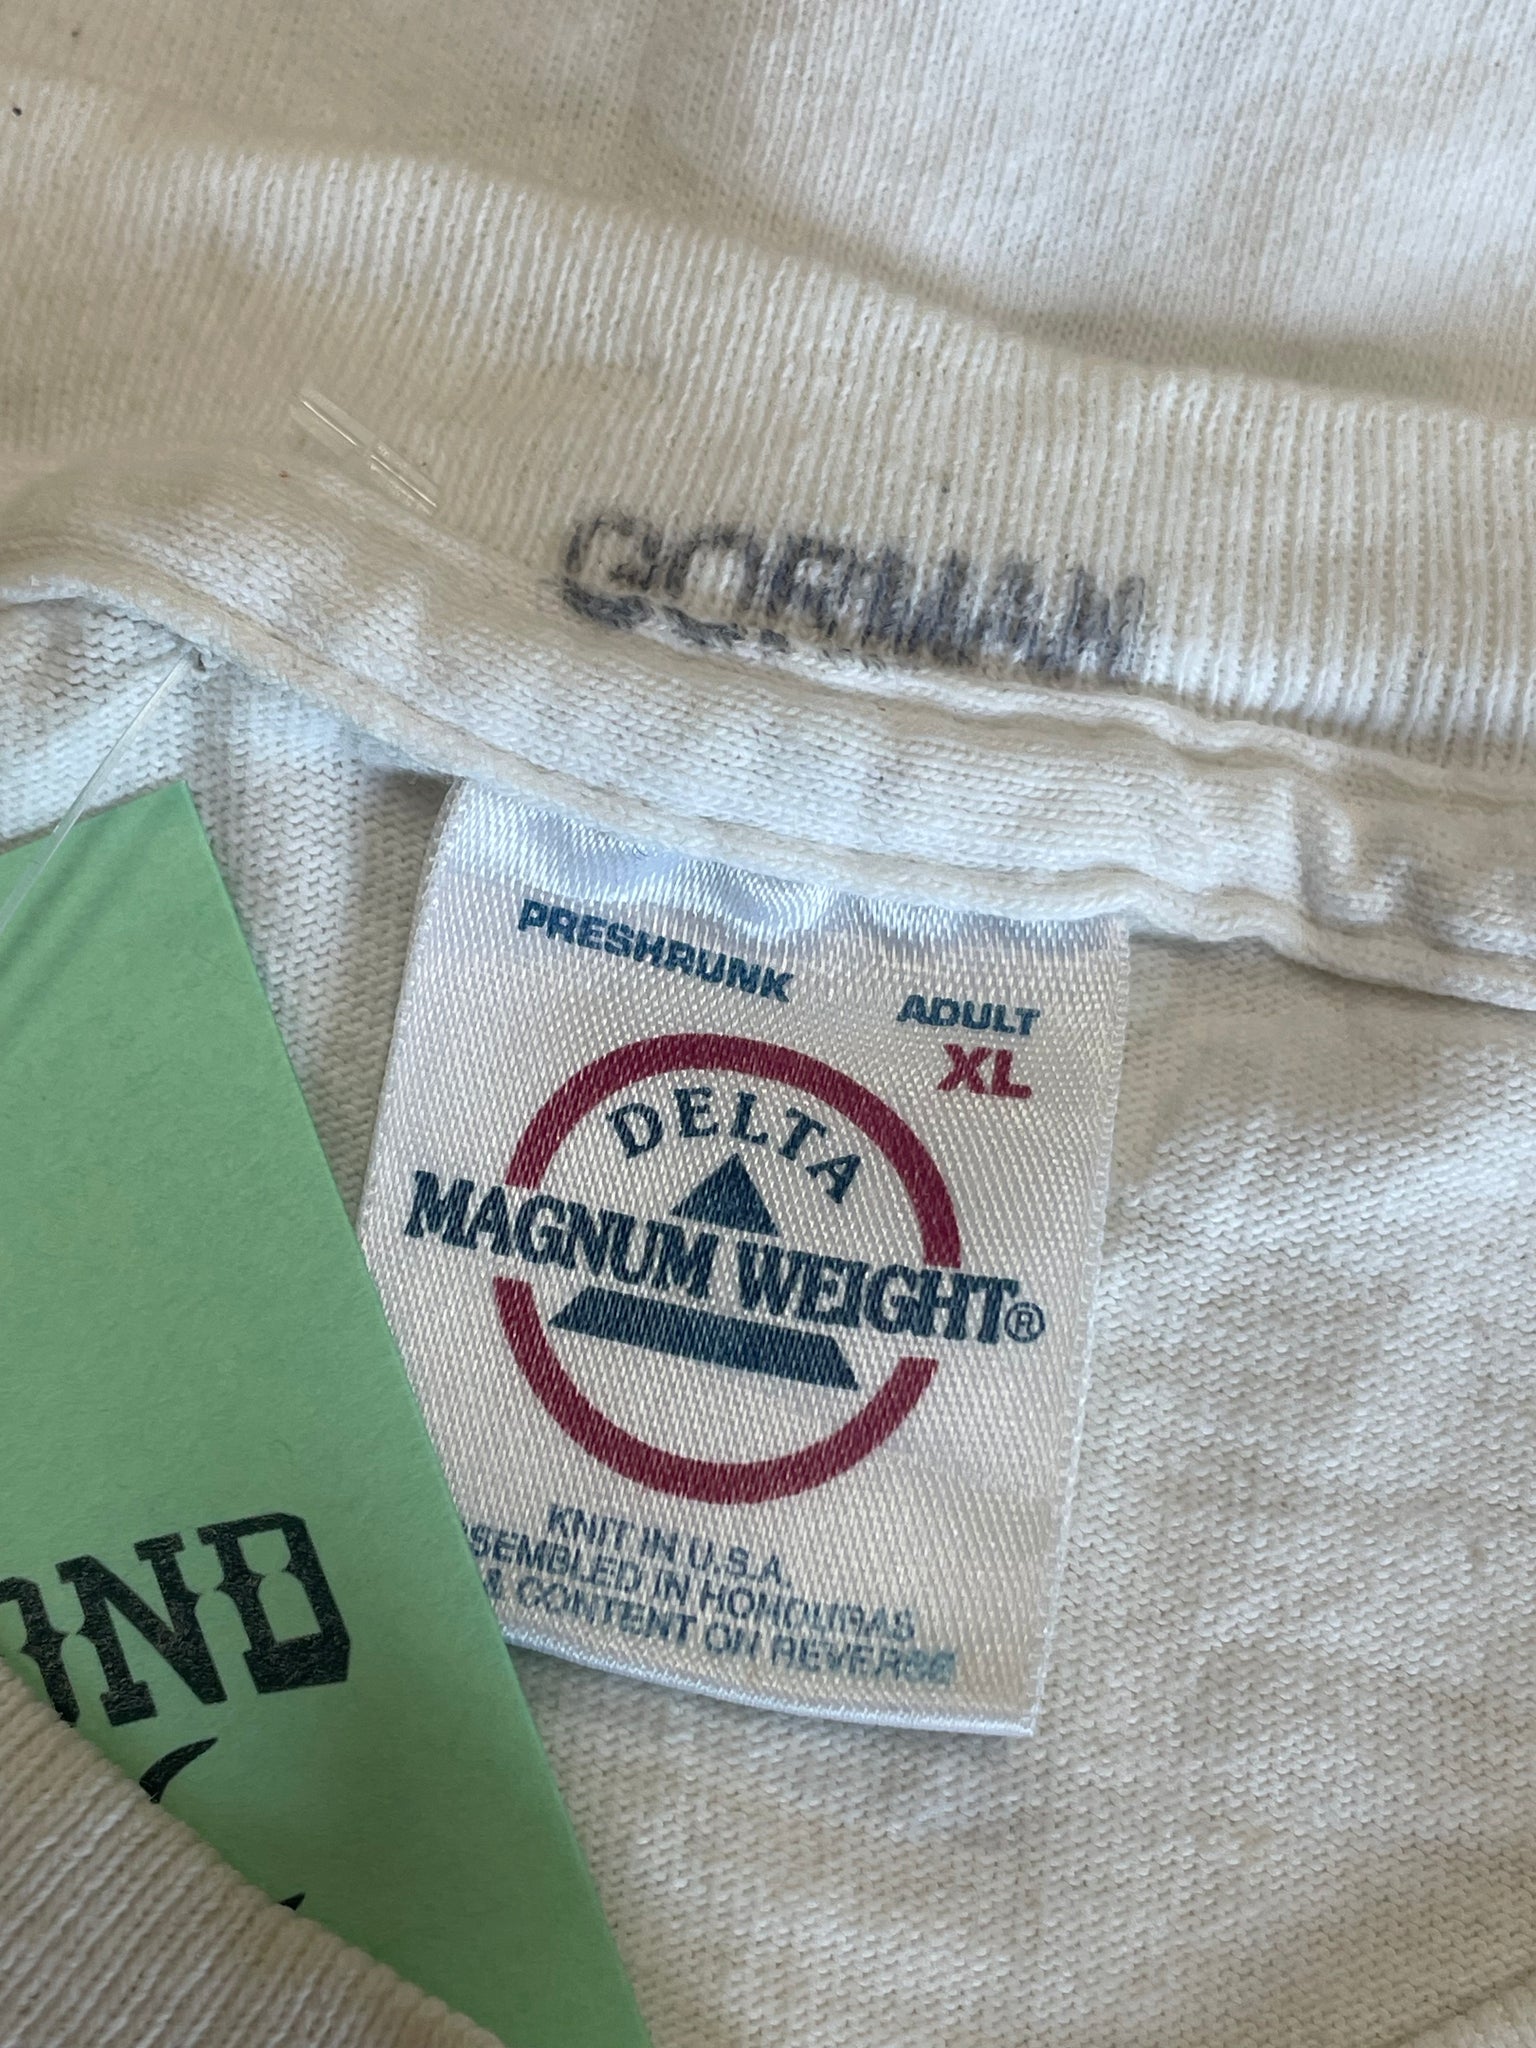 GORMAN
PRESHRUNK
ADULT
XL
DELTA
MAGNUM WEIGHT®
KNIT IN U.S.A.
SEMBLED IN HONDURAS
& CONTENT ON REVERSE
OND